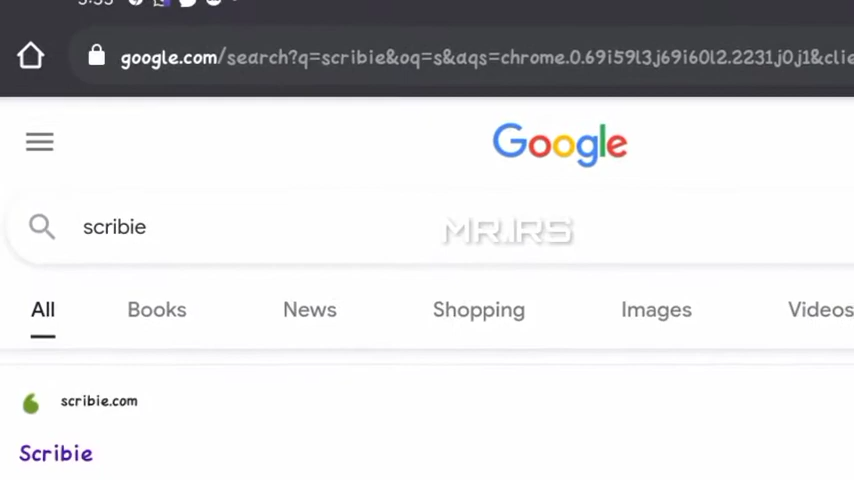 google.com/search?q=scribie&oq=s&aqs=chrome.0.69i59l3j69i60l2.2231j0j1&clie
Google
scribie
MR.IRS
All Books News Shopping Images Videos
scribie.com
Scribie